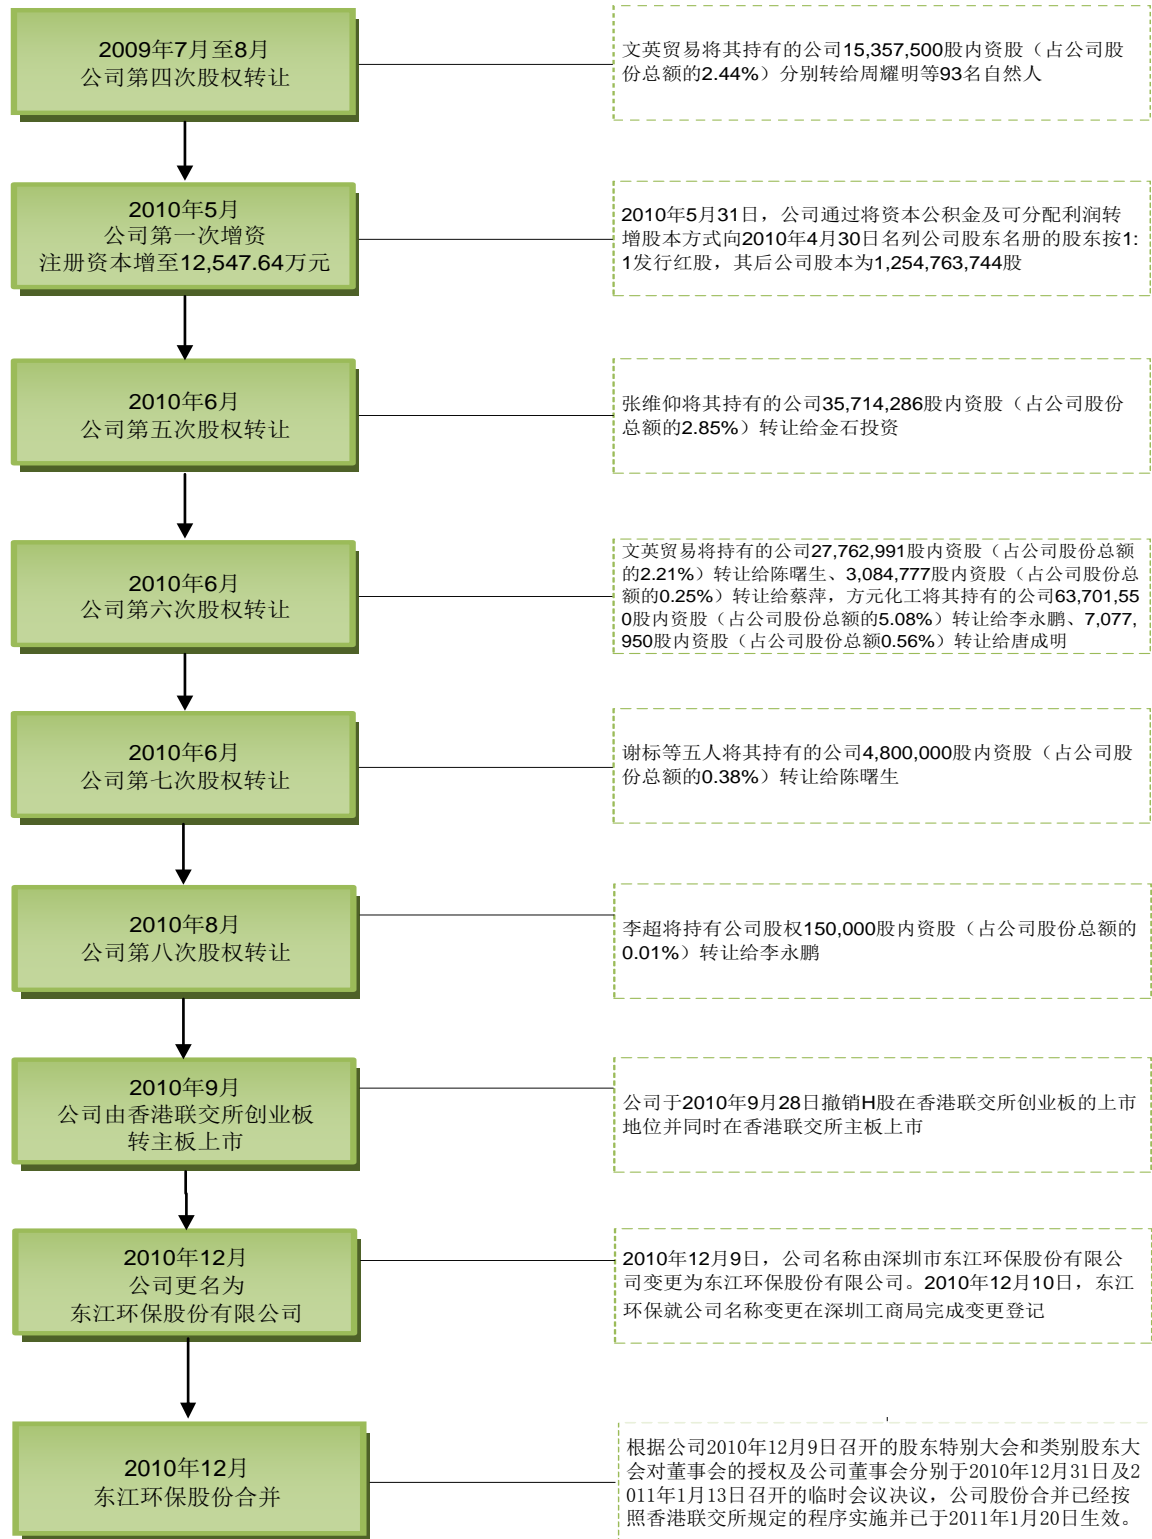 2009年7月至8月
公司第四次股权转让
文英贸易将其持有的公司15,357,500股内资股（占公司股
份总额的2.44%）分别转给周耀明等93名自然人
2010年5月
公司第一次增资
注册资本增至12,547.64万元
2010年5月31日，公司通过将资本公积金及可分配利润转
增股本方式向2010年4月30日名列公司股东名册的股东按1:
1发行红股，其后公司股本为1,254,763,744股
2010年6月
公司第五次股权转让
张维仰将其持有的公司35,714,286股内资股（占公司股份
总额的2.85%）转让给金石投资
2010年6月
公司第六次股权转让
文英贸易将持有的公司27,762,991股内资股（占公司股份总额
的2.21%）转让给陈曙生、3,084,777股内资股（占公司股份总
额的0.25%）转让给蔡萍，方元化工将其持有的公司63,701,55
0股内资股（占公司股份总额的5.08%）转让给李永鹏、7,077,
950股内资股（占公司股份总额0.56%）转让给唐成明
2010年6月
公司第七次股权转让
谢标等五人将其持有的公司4,800,000股内资股（占公司股
份总额的0.38%）转让给陈曙生
2010年8月
公司第八次股权转让
李超将持有公司股权150,000股内资股（占公司股份总额的
0.01%）转让给李永鹏
2010年9月
公司由香港联交所创业板
转主板上市
公司于2010年9月28日撤销H股在香港联交所创业板的上市
地位并同时在香港联交所主板上市
2010年12月
公司更名为
东江环保股份有限公司
2010年12月9日，公司名称由深圳市东江环保股份有限公
司变更为东江环保股份有限公司。2010年12月10日，东江
环保就公司名称变更在深圳工商局完成变更登记
2010年12月
东江环保股份合并
根据公司2010年12月9日召开的股东特别大会和类别股东大
会对董事会的授权及公司董事会分别于2010年12月31日及2
011年1月13日召开的临时会议决议，公司股份合并已经按
照香港联交所规定的程序实施并已于2011年1月20日生效。